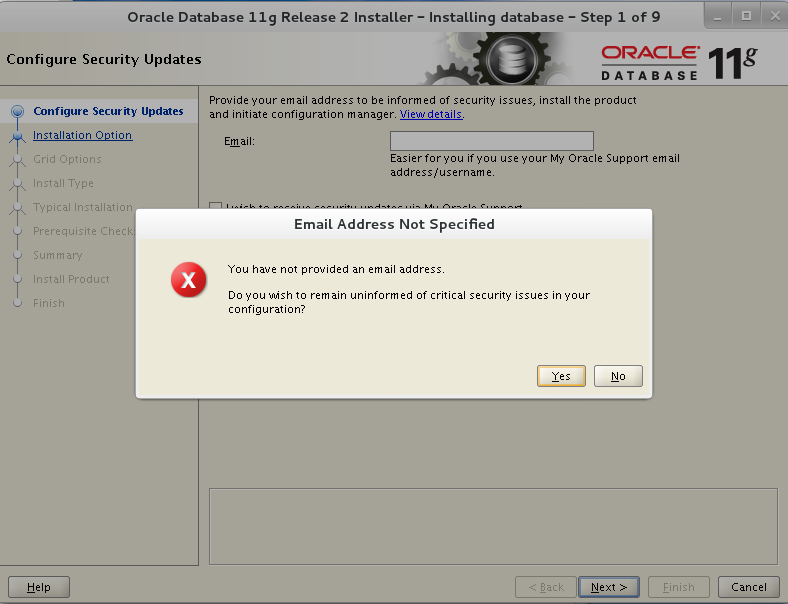 Oracle Database 11g Release 2 Installer – Installing database – Step 1 of 9
Configure Security Updates
ORACLE
DATABASE
11g
Configure Security Updates
Installation Option
Grid Options
Install Type
Typical Installation
Prerequisite Check
Summary
Install Product
Finish
Provide your email address to be informed of security issues, install the product
and initiate configuration manager. View details.
Email:
Easier for you if you use your My Oracle Support email
address/username.
I wish to receive security updates via My Oracle Support.
Email Address Not Specified
You have not provided an email address.
Do you wish to remain uninformed of critical security issues in your
configuration?
Yes
No
Help
< Back
Next >
Finish
Cancel